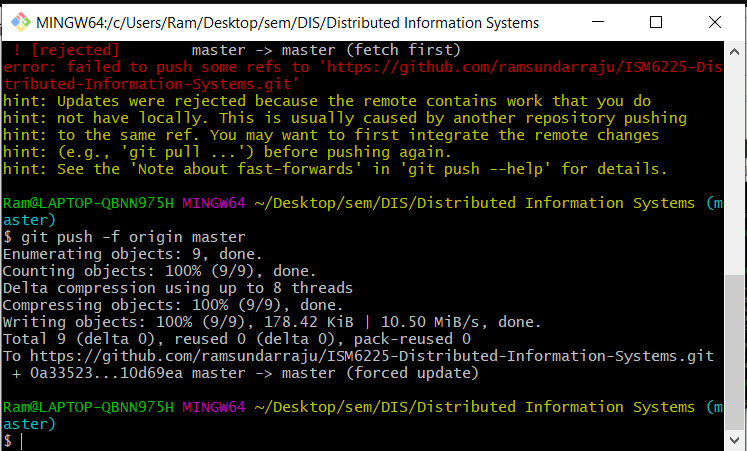 MINGW64:/c/Users/Ram/Desktop/sem/DIS/Distributed Information Systems
! [rejected]        master -> master (fetch first)
error: failed to push some refs to 'https://github.com/ramsundarraju/ISM6225-Dis
tributed-Information-Systems.git'
hint: Updates were rejected because the remote contains work that you do
hint: not have locally. This is usually caused by another repository pushing
hint: to the same ref. You may want to first integrate the remote changes
hint: (e.g., 'git pull ...') before pushing again.
hint: See the 'Note about fast-forwards' in 'git push --help' for details.
Ram@LAPTOP-QBNN975H MINGW64 ~/Desktop/sem/DIS/Distributed Information Systems (m
aster)
$ git push -f origin master
Enumerating objects: 9, done.
Counting objects: 100% (9/9), done.
Delta compression using up to 8 threads
Compressing objects: 100% (9/9), done.
Writing objects: 100% (9/9), 178.42 KiB | 10.50 MiB/s, done.
Total 9 (delta 0), reused 0 (delta 0), pack-reused 0
To https://github.com/ramsundarraju/ISM6225-Distributed-Information-Systems.git
 + 0a33523...10d69ea master -> master (forced update)
Ram@LAPTOP-QBNN975H MINGW64 ~/Desktop/sem/DIS/Distributed Information Systems (m
aster)
$